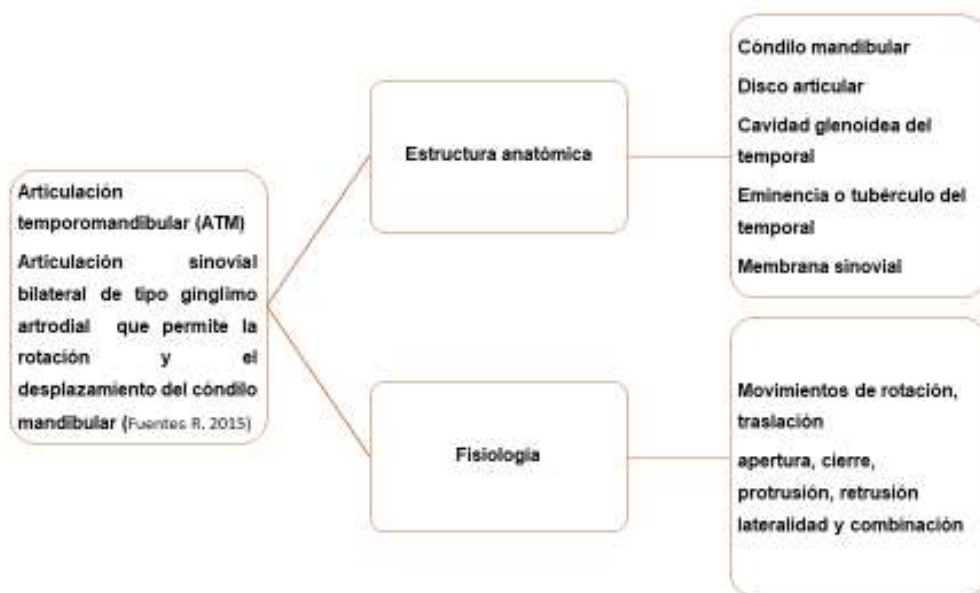 Articulación
temporomandibular (ATM)
Articulación sinovial
bilateral de tipo ginglimo
artrodial que permite la
rotación y el
desplazamiento del cóndilo
mandibular (Fuentes R. 2015)
Estructura anatómica
Cóndilo mandibular
Disco articular
Cavidad glenoidea del
temporal
Eminencia o tubérculo del
temporal
Membrana sinovial
Fisiología
Movimientos de rotación,
traslación
apertura, cierre,
protrusión, retrusión
lateralidad y combinación